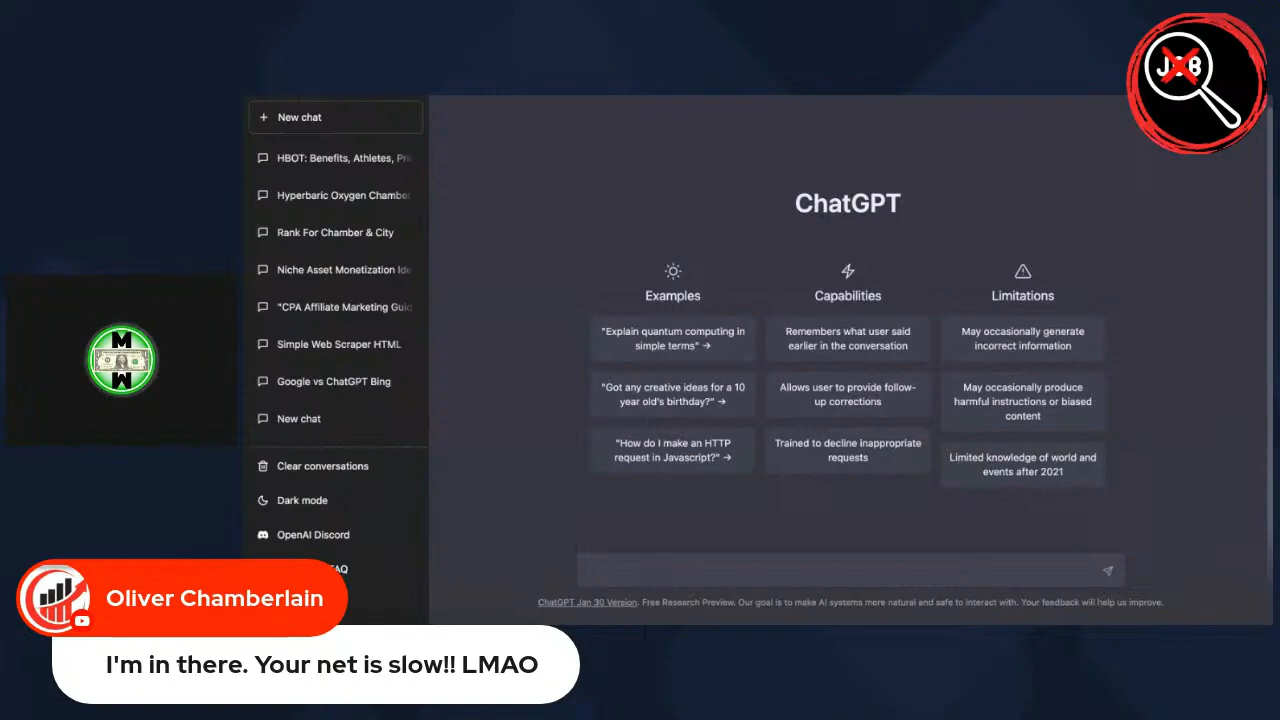 JOB
+ New chat
HBOT: Benefits, Athletes, Pri
Hyperbaric Oxygen Chamber
Rank For Chamber & City
Niche Asset Monetization Ide
"CPA Affiliate Marketing Guid
Simple Web Scraper HTML
Google vs ChatGPT Bing
New chat
Clear conversations
Dark mode
OpenAI Discord
FAQ
ChatGPT
Examples
"Explain quantum computing in
simple terms" →
"Got any creative ideas for a 10
year old's birthday?" →
"How do I make an HTTP
request in Javascript?" →
Capabilities
Remembers what user said
earlier in the conversation
Allows user to provide follow-
up corrections
Trained to decline inappropriate
requests
Limitations
May occasionally generate
incorrect information
May occasionally produce
harmful instructions or biased
content
Limited knowledge of world and
events after 2021
ChatGPT Jan 30 Version. Free Research Preview. Our goal is to make AI systems more natural and safe to interact with. Your feedback will help us improve.
M
M
Oliver Chamberlain
I'm in there. Your net is slow!! LMAO